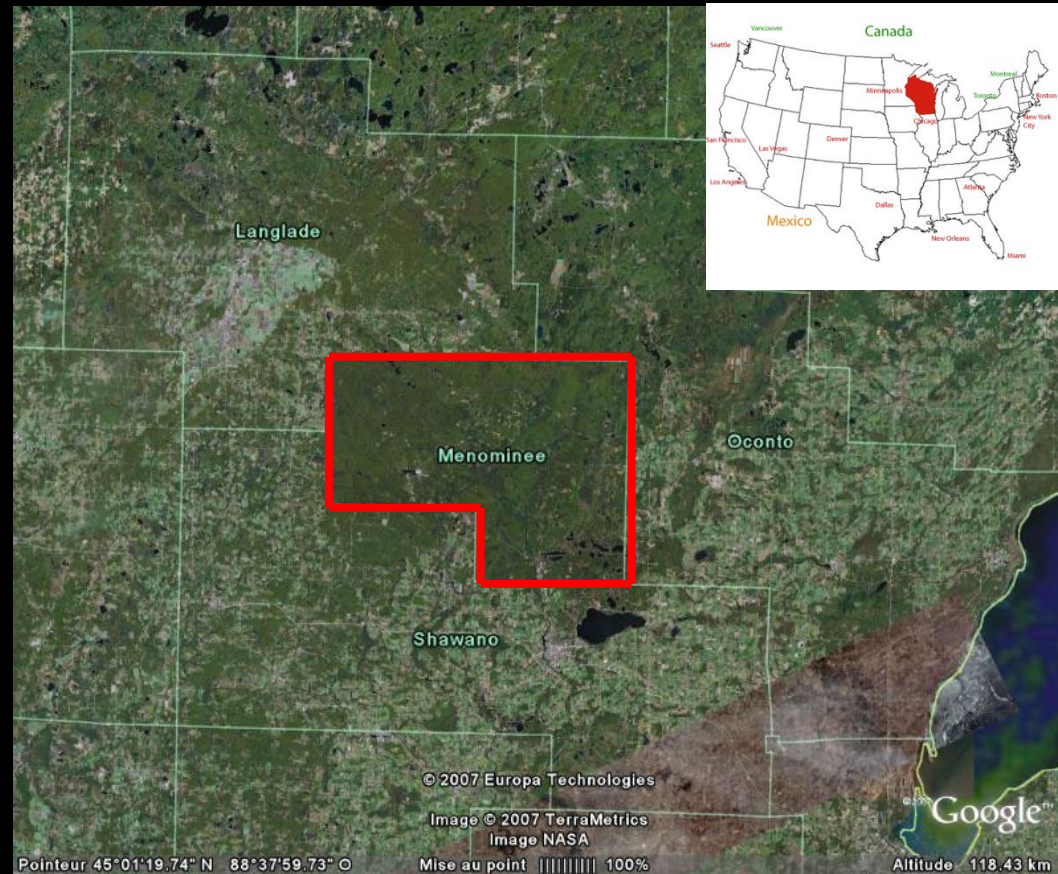 Vancouver
Canada
Seattle
Montreal
Minneapolis
Toronto
Boston
Chicago
New York
City
San Francisco
Denver
Las Vegas
Los Angeles
Atlanta
Dallas
Mexico
New Orleans
Miami
Langlade
Menominee
Oconto
Shawano
© 2007 Europa Technologies
Image © 2007 TerraMetrics
Image NASA
Google™
Pointeur 45°01'19.74" N 88°37'59.73" O Mise au point |||||||||| 100% Altitude 118.43 km